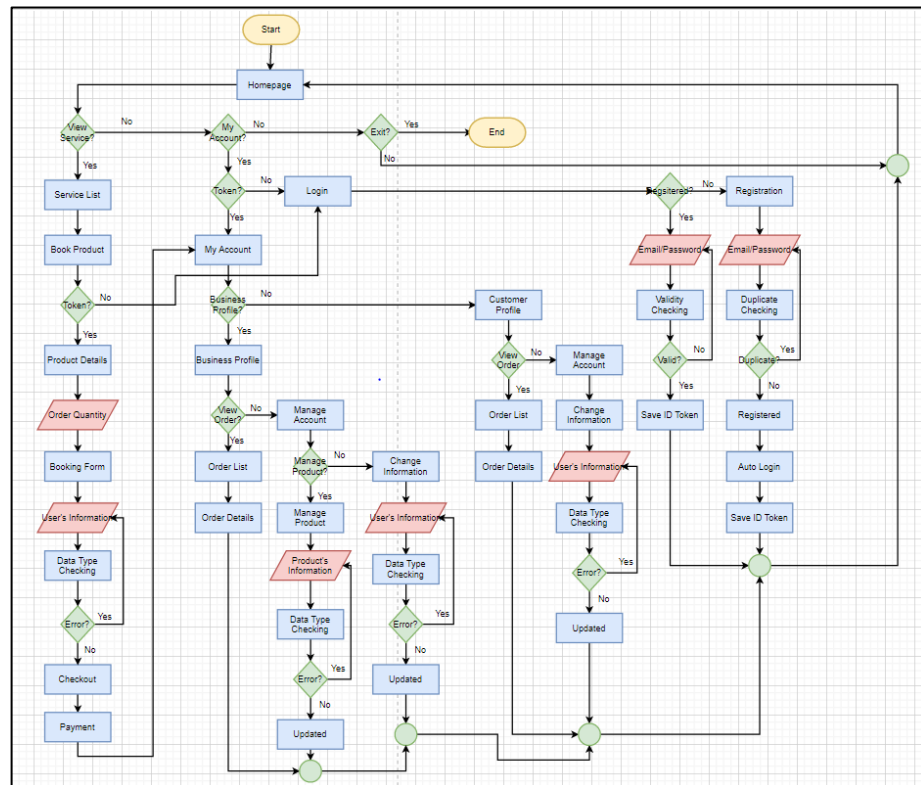 Start
Homepage
View
Service?
No
My
Account?
No
Exit?
Yes
End
No
Yes
Yes
Service List
Token?
No
Login
Regsitered?
No
Registration
Yes
Yes
Book Product
My Account
Email/Password
Email/Password
Token?
No
Business
Profile?
No
Customer
Profile
Validity
Checking
Duplicate
Checking
Yes
Yes
Product Details
Business Profile
View
Order
No
Manage
Account
Valid?
No
Duplicate?
Yes
Yes
Yes
No
Order Quantity
View
Order?
No
Manage
Account
Order List
Change
Information
Save ID Token
Registered
Yes
Booking Form
Order List
Manage
Product?
No
Change
Information
Order Details
User's Information
Auto Login
Yes
User's Information
Order Details
Manage
Product
User's Information
Data Type
Checking
Save ID Token
Data Type
Checking
Product's
Information
Data Type
Checking
Error?
Yes
No
Error?
Yes
Data Type
Checking
Error?
Yes
Updated
No
No
Checkout
Error?
Yes
Updated
No
Payment
Updated